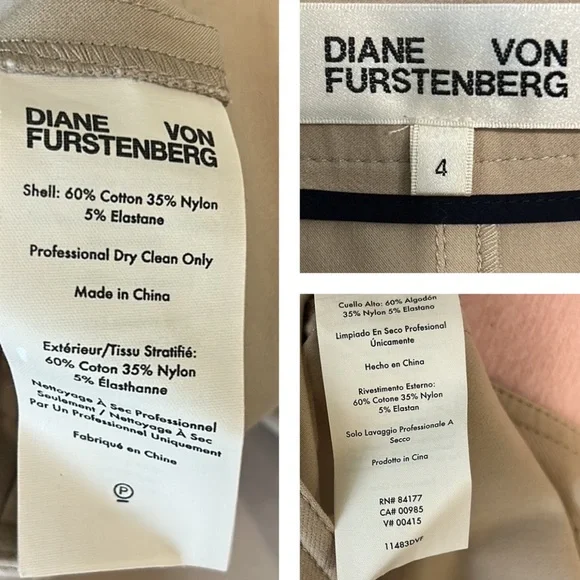 DIANE VON
FURSTENBERG
Shell: 60% Cotton 35% Nylon
5% Elastane
Professional Dry Clean Only
Made in China
Extérieur/Tissu Stratifié:
60% Coton 35% Nylon
5% Élasthanne
Nettoyage À Sec Professionnel
Seulement / Nettoyage À Sec
Par Un Professionnel Uniquement
Fabriqué en Chine
P
DIANE VON
FURSTENBERG
4
Cuello Alto: 60% Algodón
35% Nylon 5% Elastano
Limpiado En Seco Profesional
Únicamente
Hecho en China
Rivestimento Esterno:
60% Cotone 35% Nylon
5% Elastan
Solo Lavaggio Professionale A
Secco
Prodotto in Cina
RN# 84177
CA# 00985
V# 00415
11483DVF